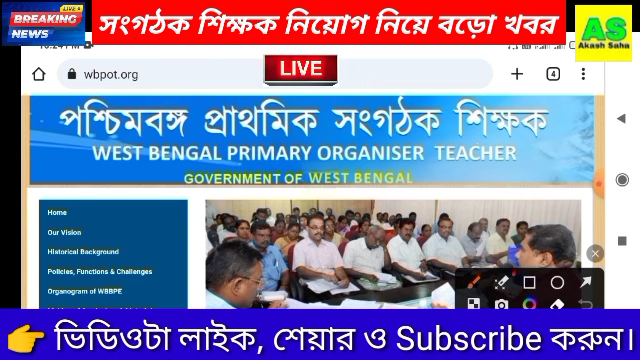 LIVE
BREAKING
NEWS
সংগঠক শিক্ষক নিয়োগ নিয়ে বড়ো খবর
AS
Akash Saha
wbpot.org
4
LIVE
পশ্চিমবঙ্গ প্রাথমিক সংগঠক শিক্ষক
WEST BENGAL PRIMARY ORGANISER TEACHER
GOVERNMENT OF WEST BENGAL
Home
Our Vision
Historical Background
Policies, Functions & Challenges
Organogram of WBBPE
👉 ভিডিওটা লাইক, শেয়ার ও Subscribe করুন।